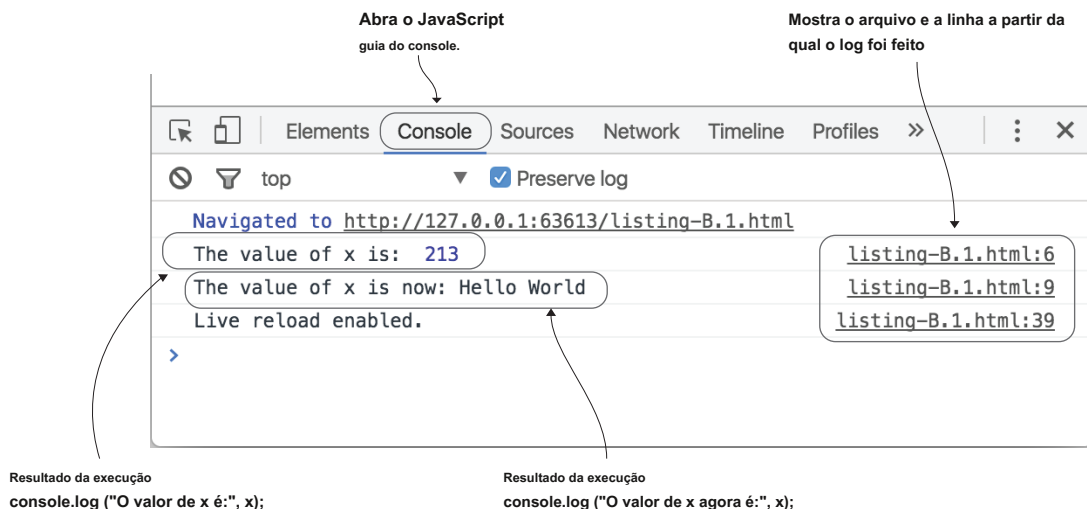 Abra o JavaScript
guia do console.
Mostra o arquivo e a linha a partir da
qual o log foi feito
Elements Console Sources Network Timeline Profiles »
top Preserve log
Navigated to http://127.0.0.1:63613/listing-B.1.html
The value of x is: 213 listing-B.1.html:6
The value of x is now: Hello World listing-B.1.html:9
Live reload enabled. listing-B.1.html:39
>
Resultado da execução
console.log ("O valor de x é:", x);
Resultado da execução
console.log ("O valor de x agora é:", x);